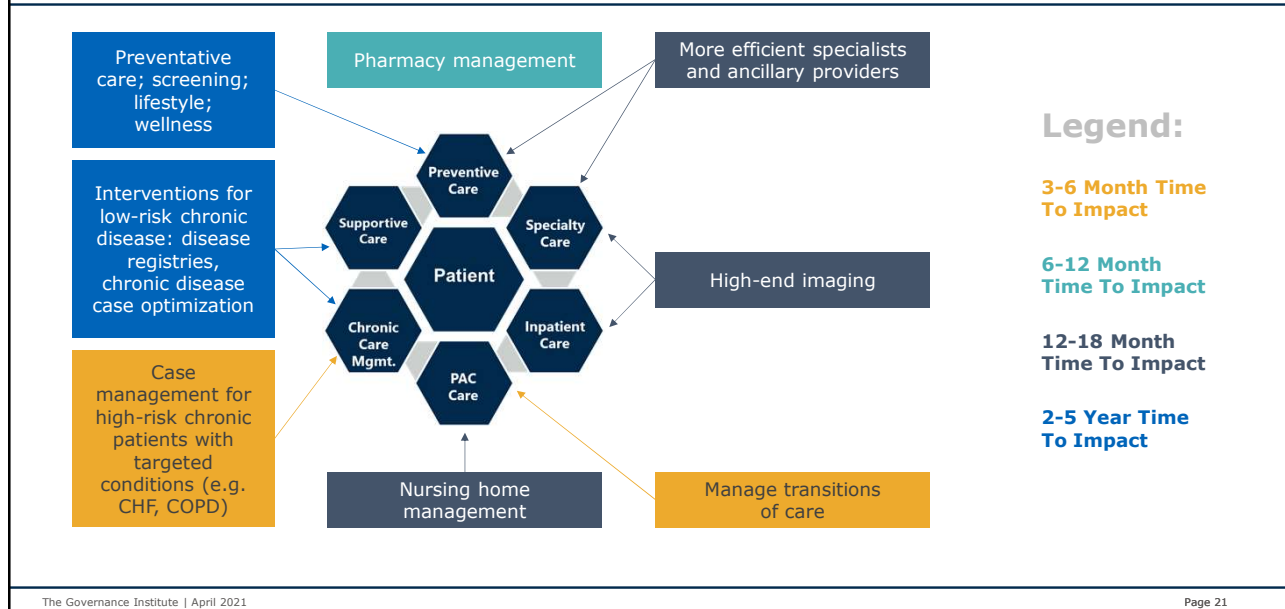 Preventative
care; screening;
lifestyle;
wellness
Pharmacy management
More efficient specialists
and ancillary providers
Interventions for
low-risk chronic
disease: disease
registries,
chronic disease
case optimization
Case
management for
high-risk chronic
patients with
targeted
conditions (e.g.
CHF, COPD)
Preventive
Care
Supportive
Care
Specialty
Care
Patient
Chronic
Care
Mgmt.
Inpatient
Care
PAC
Care
High-end imaging
Nursing home
management
Manage transitions
of care
Legend:
3-6 Month Time
To Impact
6-12 Month
Time To Impact
12-18 Month
Time To Impact
2-5 Year Time
To Impact
The Governance Institute | April 2021
Page 21